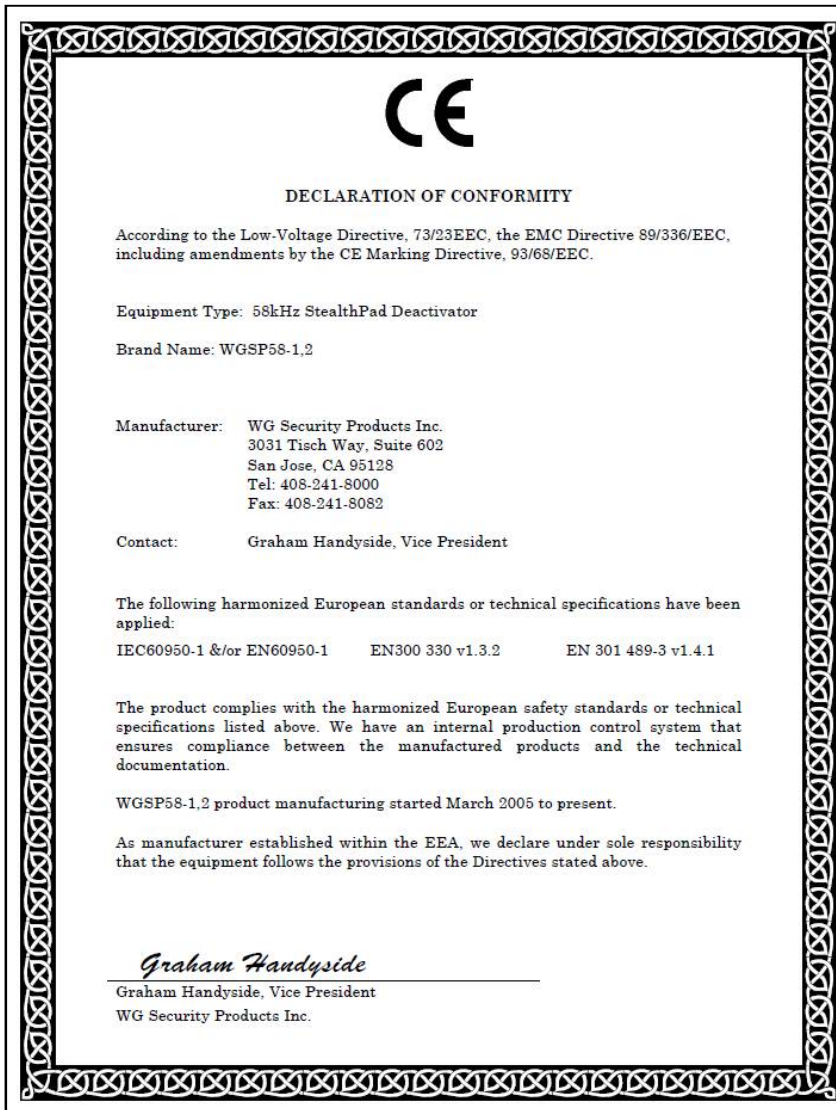 CE
DECLARATION OF CONFORMITY
According to the Low-Voltage Directive, 73/23EEC, the EMC Directive 89/336/EEC,
including amendments by the CE Marking Directive, 93/68/EEC.
Equipment Type: 58kHz StealthPad Deactivator
Brand Name: WGSP58-1,2
Manufacturer: WG Security Products Inc.
3031 Tisch Way, Suite 602
San Jose, CA 95128
Tel: 408-241-8000
Fax: 408-241-8082
Contact: Graham Handyside, Vice President
The following harmonized European standards or technical specifications have been
applied:
IEC60950-1 &/or EN60950-1 EN300 330 v1.3.2 EN 301 489-3 v1.4.1
The product complies with the harmonized European safety standards or technical
specifications listed above. We have an internal production control system that
ensures compliance between the manufactured products and the technical
documentation.
WGSP58-1,2 product manufacturing started March 2005 to present.
As manufacturer established within the EEA, we declare under sole responsibility
that the equipment follows the provisions of the Directives stated above.
Graham Handyside
Graham Handyside, Vice President
WG Security Products Inc.